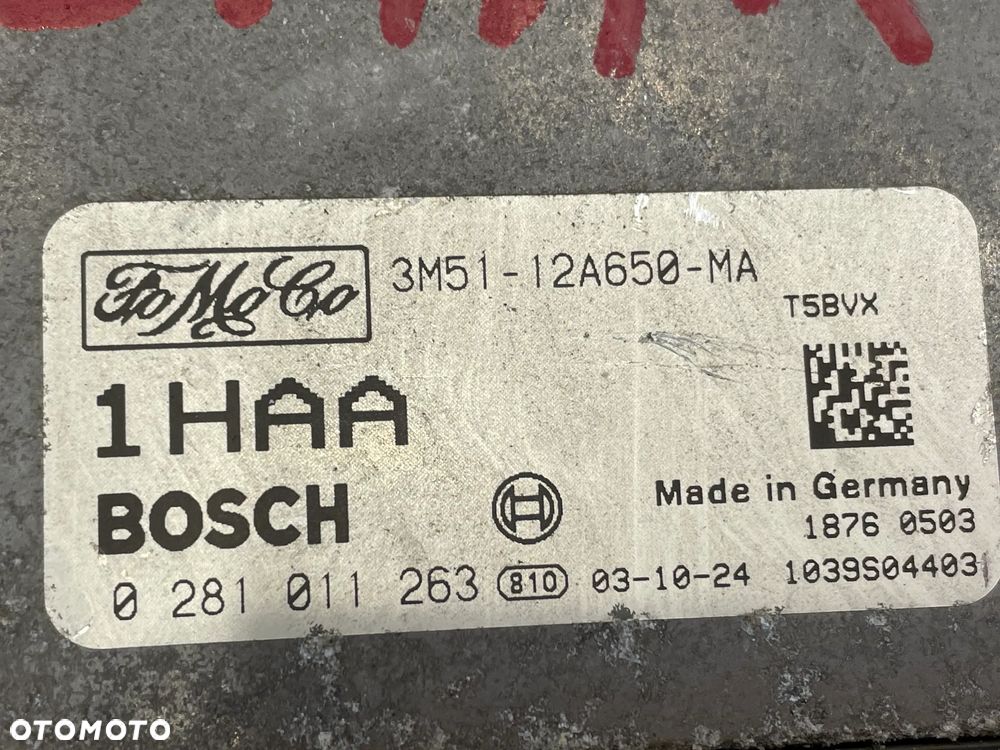 FoMoCo 3M51-12A650-MA
T5BVX
1HAA
BOSCH
Made in Germany
1876 0503
0 281 011 263 810 03-10-24 1039S04403
OTOMOTO